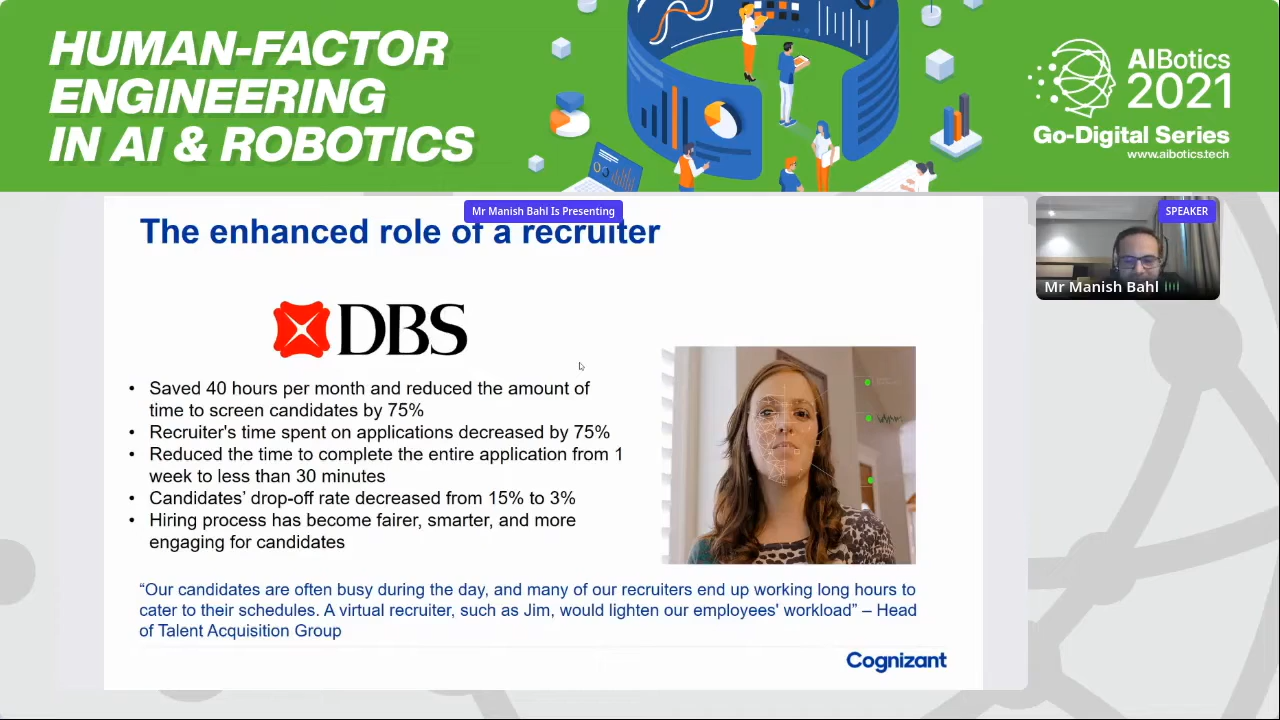 HUMAN-FACTOR
ENGINEERING
IN AI & ROBOTICS
AIBotics
2021
Go-Digital Series
www.aibotics.tech
Mr Manish Bahl Is Presenting
SPEAKER
Mr Manish Bahl
The enhanced role of a recruiter
DBS
• Saved 40 hours per month and reduced the amount of
time to screen candidates by 75%
• Recruiter's time spent on applications decreased by 75%
• Reduced the time to complete the entire application from 1
week to less than 30 minutes
• Candidates’ drop-off rate decreased from 15% to 3%
• Hiring process has become fairer, smarter, and more
engaging for candidates
“Our candidates are often busy during the day, and many of our recruiters end up working long hours to
cater to their schedules. A virtual recruiter, such as Jim, would lighten our employees' workload” – Head
of Talent Acquisition Group
Cognizant